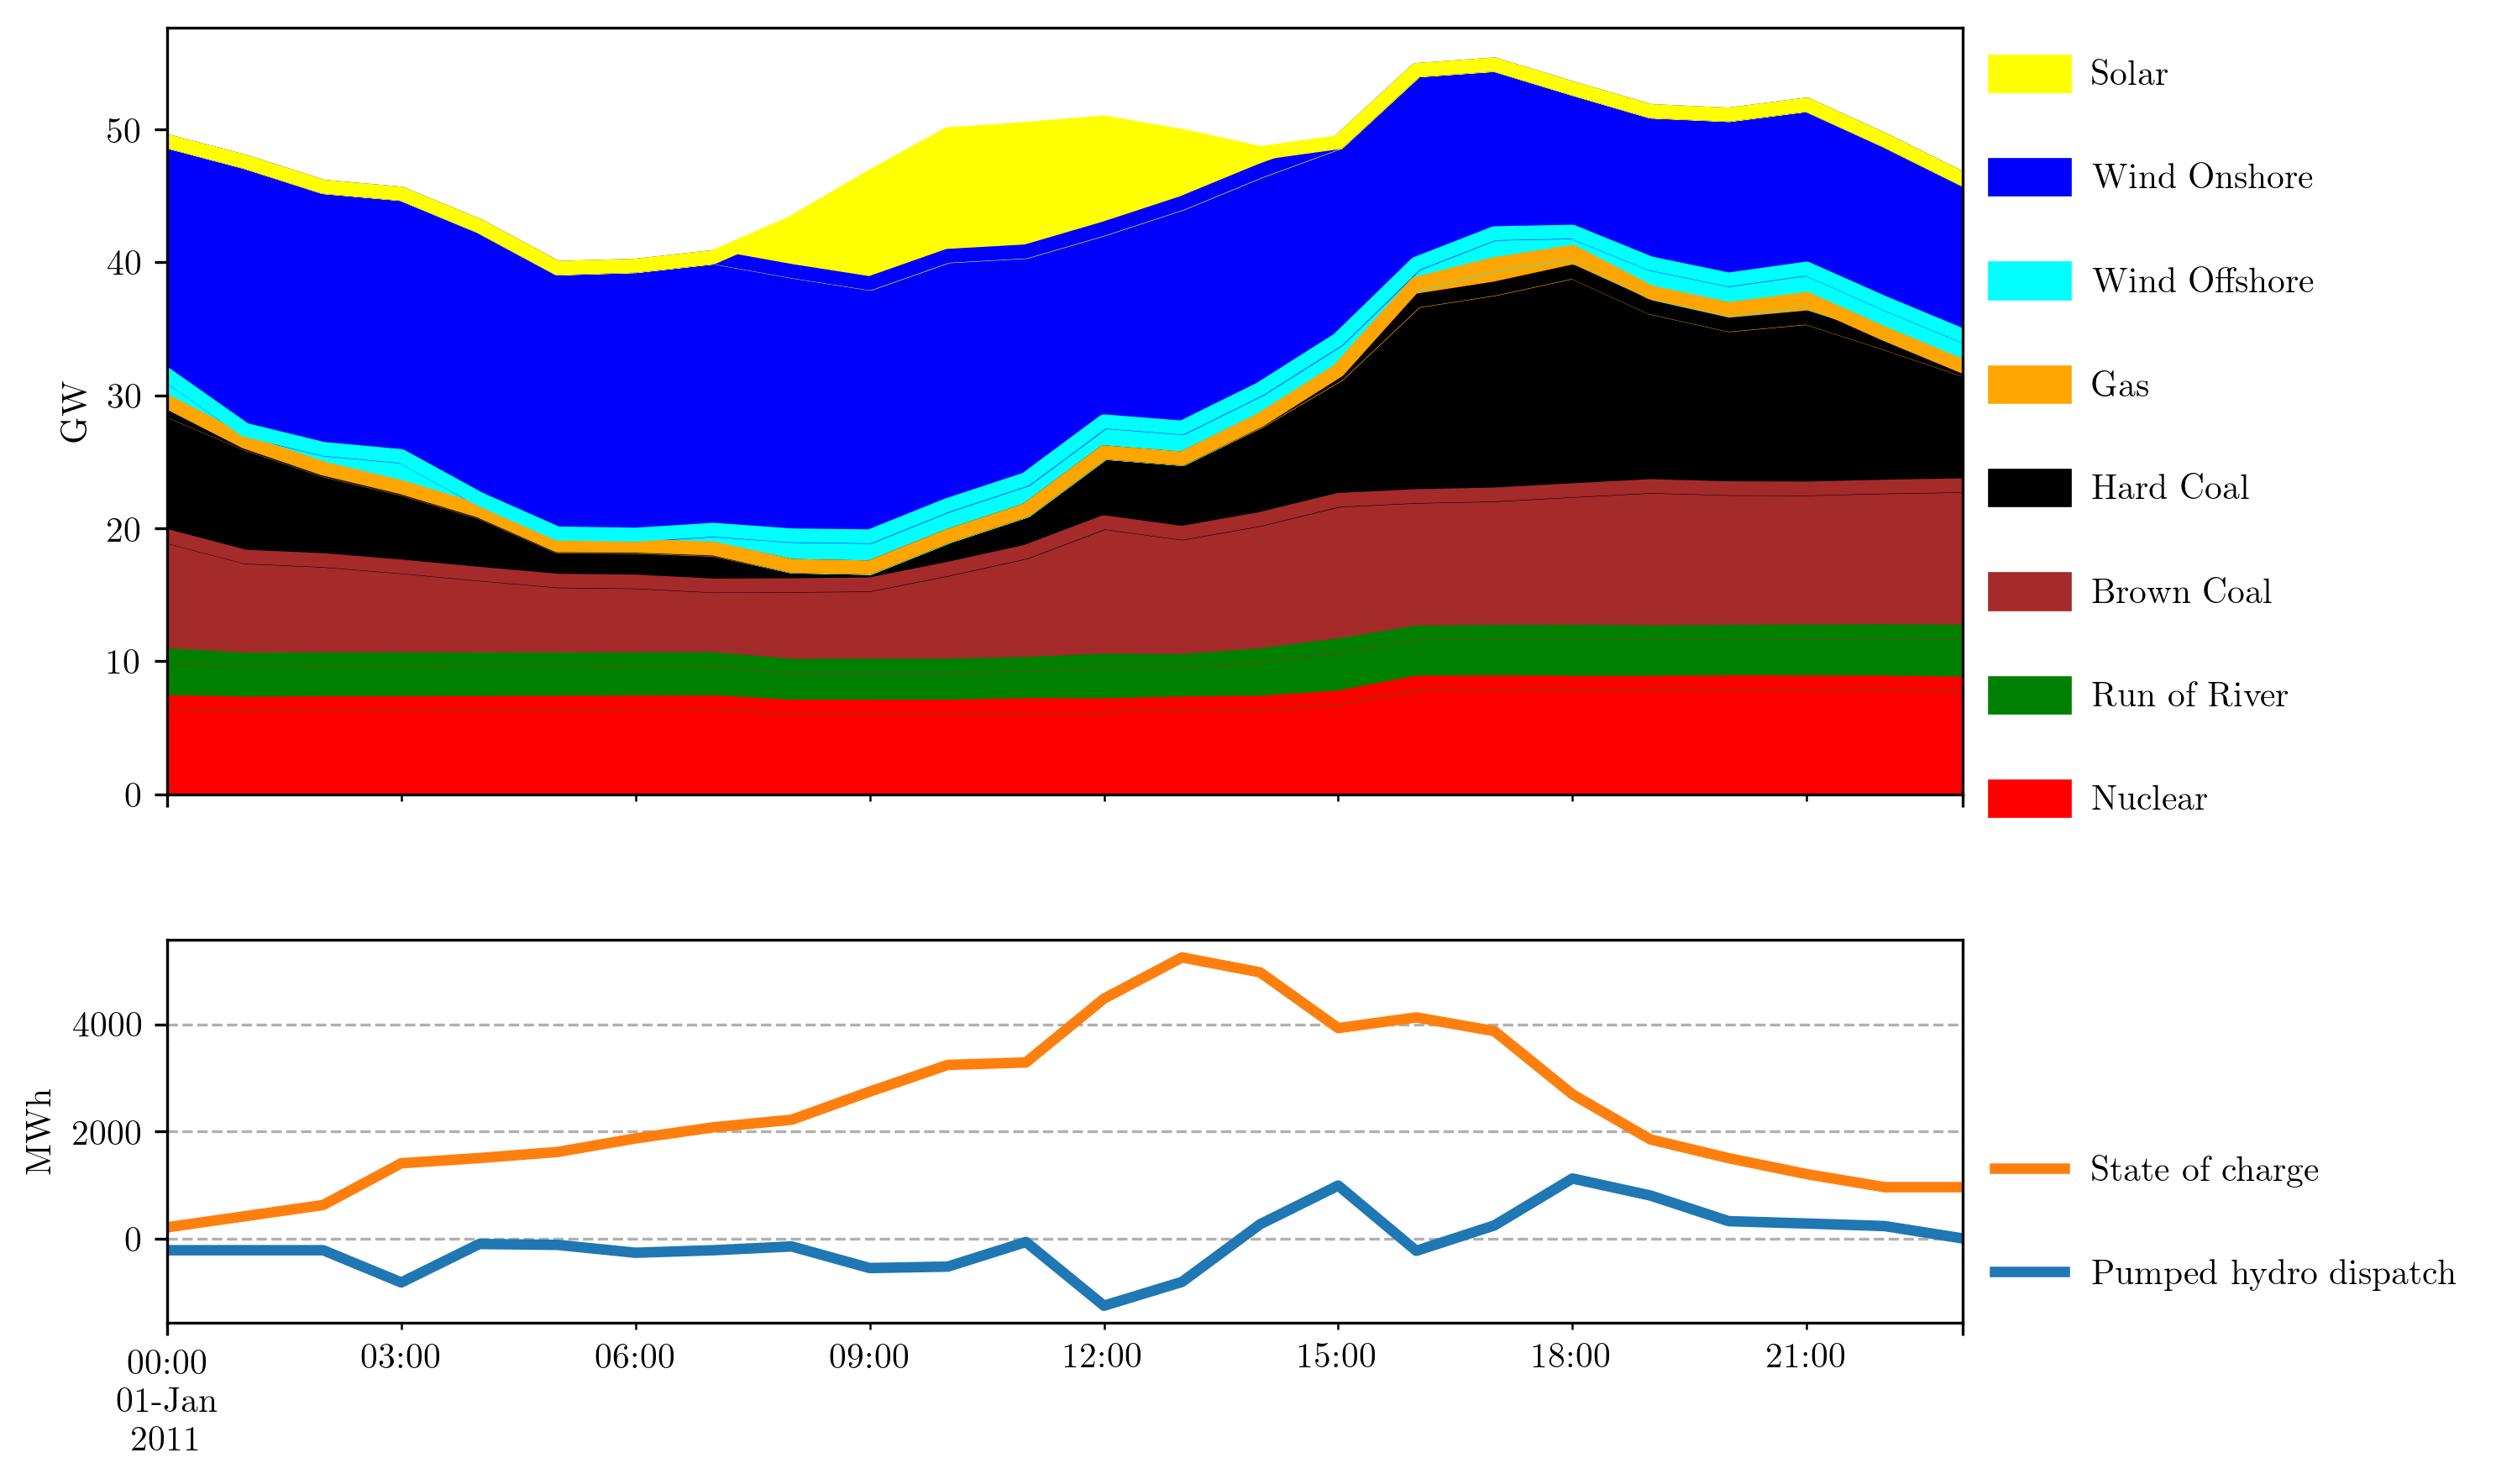 50
40
30
20
10
0
GW
Solar
Wind Onshore
Wind Offshore
Gas
Hard Coal
Brown Coal
Run of River
Nuclear
4000
2000
0
MWh
State of charge
Pumped hydro dispatch
00:00 03:00 06:00 09:00 12:00 15:00 18:00 21:00
01-Jan
2011